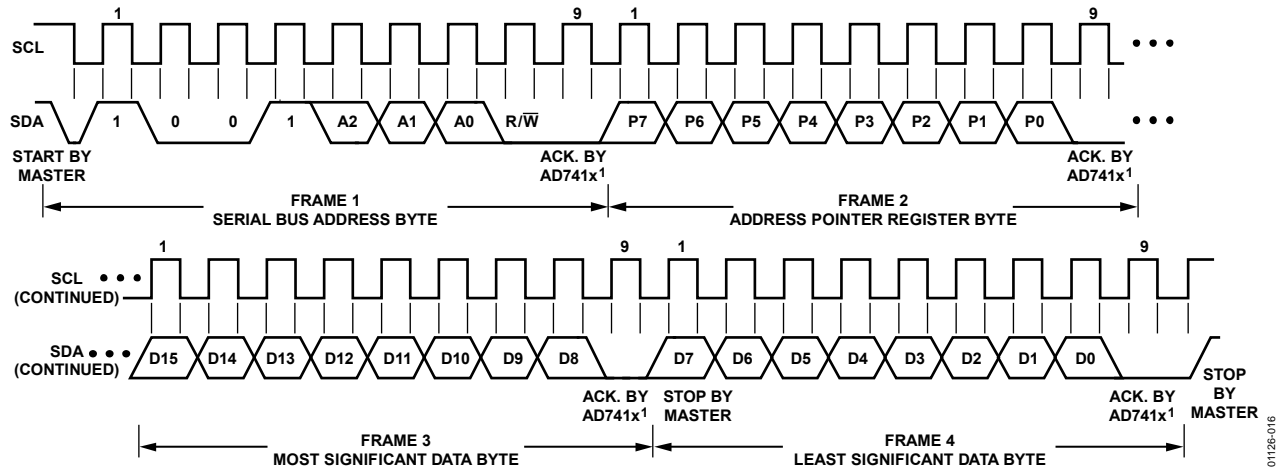 1 9 1 9
SCL
SDA 1 0 0 1 A2 A1 A0 R/W̅ P7 P6 P5 P4 P3 P2 P1 P0
START BY ACK. BY ACK. BY
MASTER AD741x1 AD741x1
FRAME 1 FRAME 2
SERIAL BUS ADDRESS BYTE ADDRESS POINTER REGISTER BYTE
1 9 1 9
SCL
(CONTINUED)
SDA D15 D14 D13 D12 D11 D10 D9 D8 D7 D6 D5 D4 D3 D2 D1 D0
(CONTINUED)
ACK. BY STOP BY ACK. BY STOP
AD741x1 MASTER AD741x1 BY
MASTER
FRAME 3 FRAME 4
MOST SIGNIFICANT DATA BYTE LEAST SIGNIFICANT DATA BYTE
01126-016